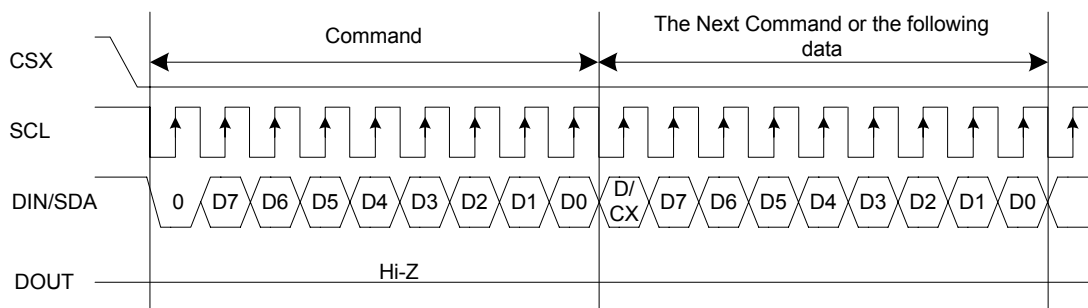 Command
The Next Command or the following
data
CSX
SCL
DIN/SDA
0 D7 D6 D5 D4 D3 D2 D1 D0 D/
CX D7 D6 D5 D4 D3 D2 D1 D0
Hi-Z
DOUT